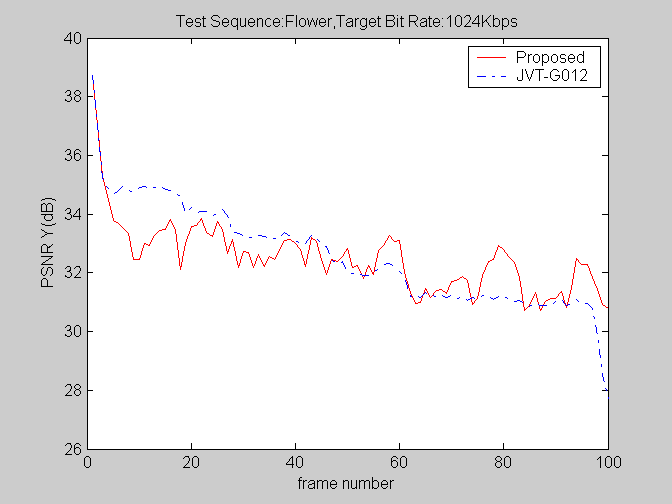 Test Sequence:Flower,Target Bit Rate:1024Kbps
Proposed
JVT-G012
PSNR Y(dB)
40
38
36
34
32
30
28
26
0
20
40
60
80
100
frame number